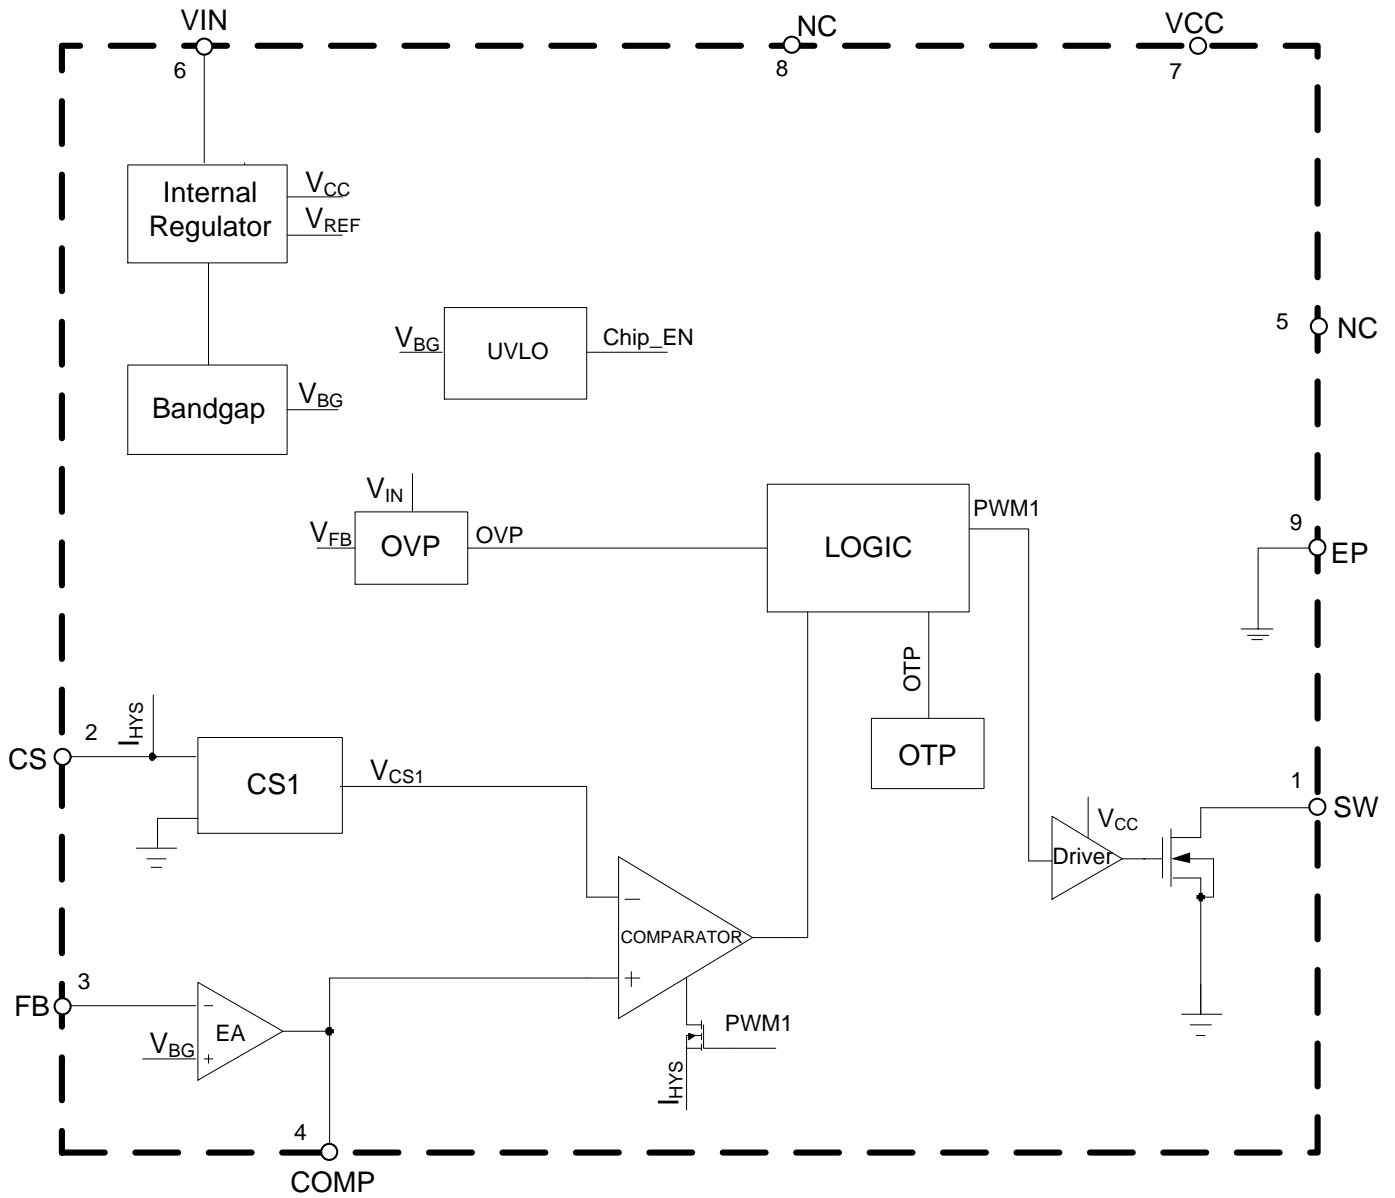 VIN
NC
VCC
6
8
7
Internal
Regulator
VCC
VREF
Bandgap
VBG
VBG
UVLO
Chip_EN
5
NC
VIN
VFB
OVP
OVP
LOGIC
PWM1
9
EP
OTP
OTP
2
CS
IHYS
CS1
VCS1
1
SW
VCC
Driver
−
COMPARATOR
+
3
FB
−
EA
VBG
+
PWM1
IHYS
4
COMP